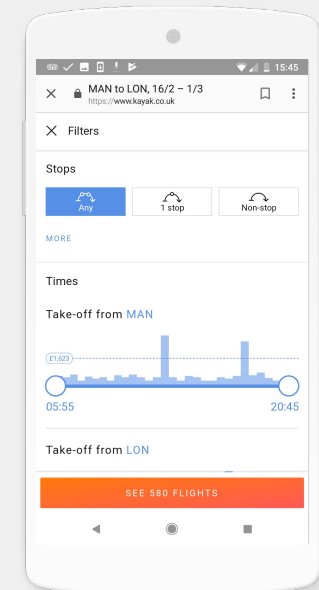 15:45
MAN to LON, 16/2 – 1/3
https://www.kayak.co.uk
Filters
Stops
Any
1 stop
Non-stop
MORE
Times
Take-off from MAN
£1,623
05:55
20:45
Take-off from LON
SEE 580 FLIGHTS